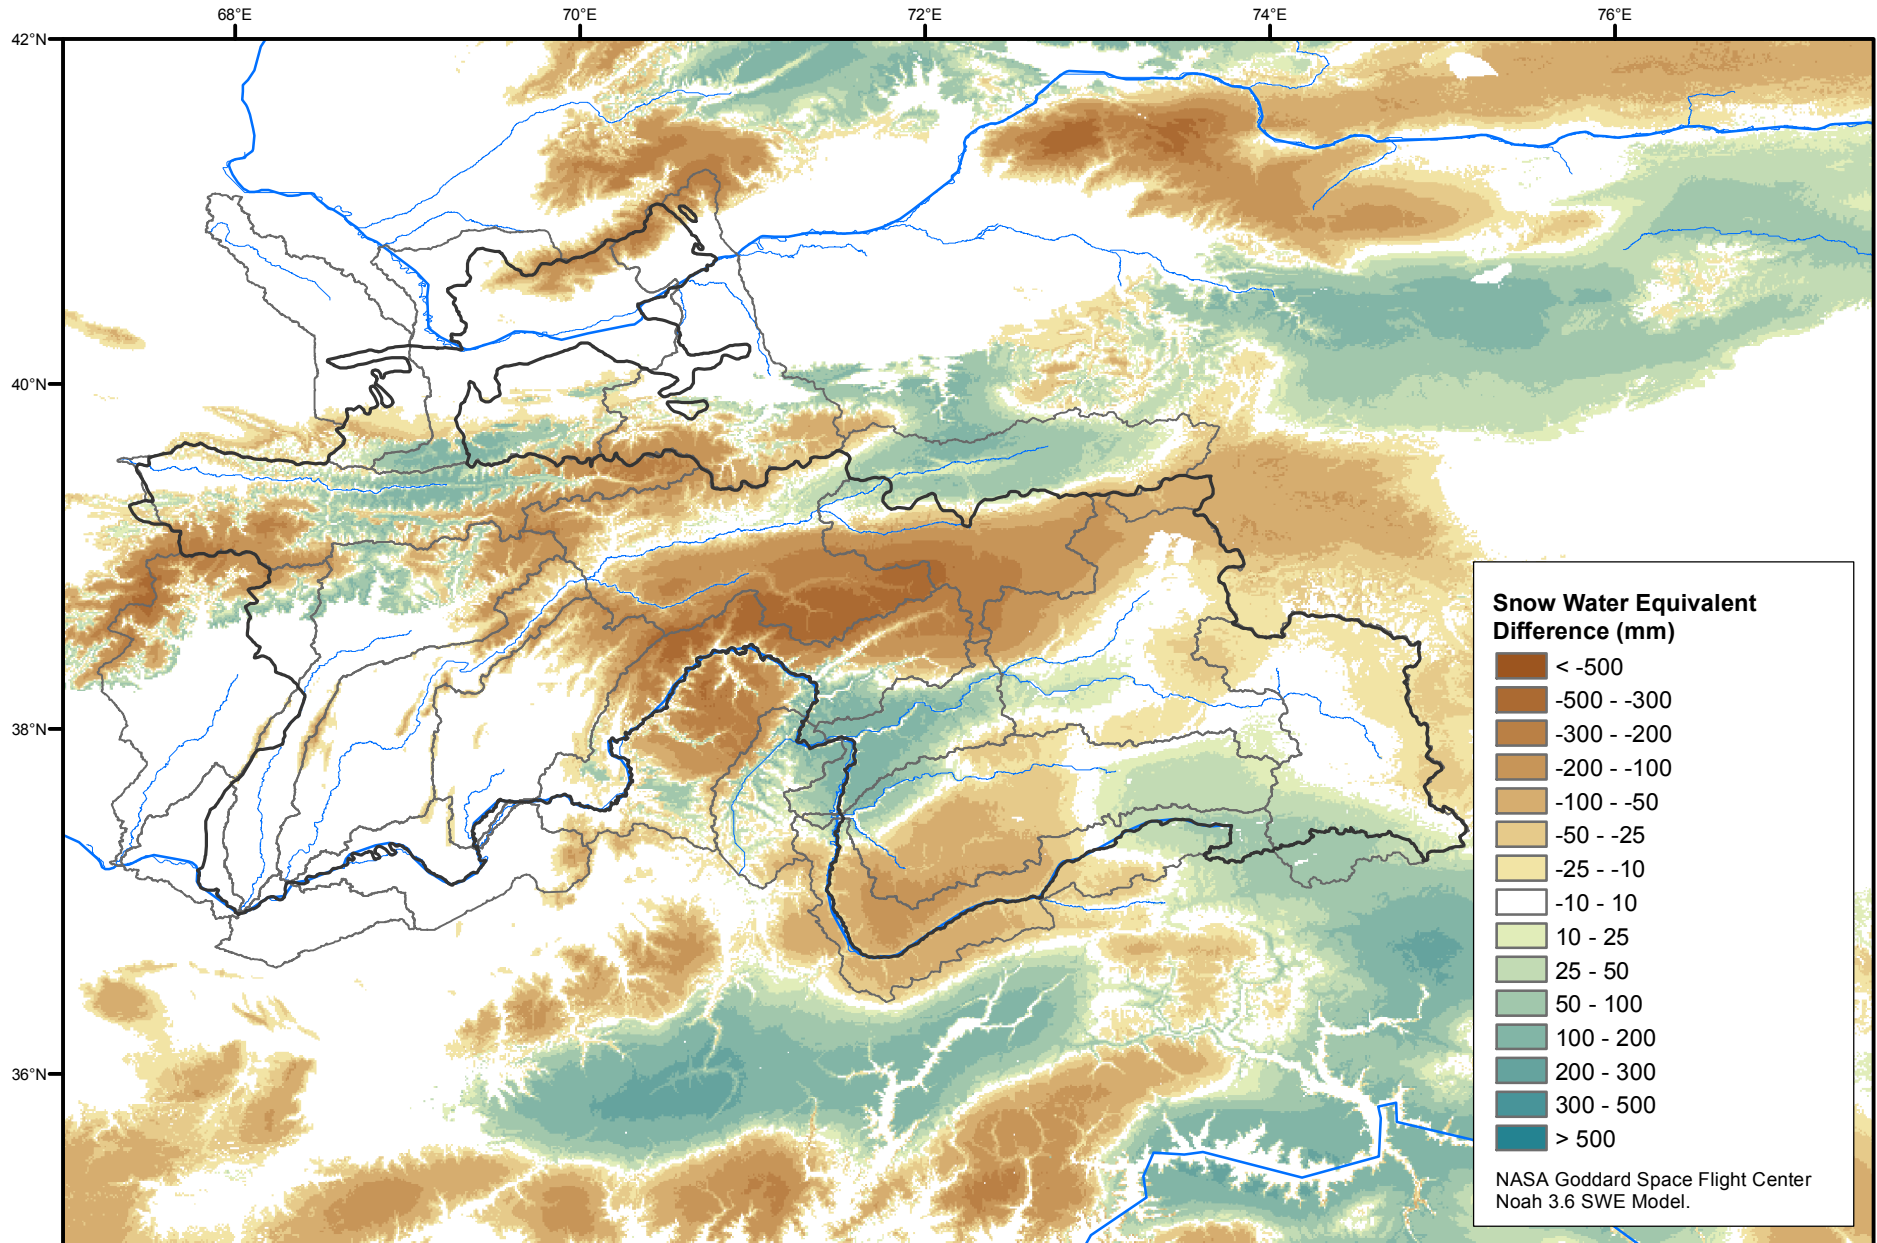 68°E
70°E
72°E
74°E
76°E
42°N
40°N
38°N
36°N
Snow Water Equivalent
Difference (mm)
< -500
-500 - -300
-300 - -200
-200 - -100
-100 - -50
-50 - -25
-25 - -10
-10 - 10
10 - 25
25 - 50
50 - 100
100 - 200
200 - 300
300 - 500
> 500
NASA Goddard Space Flight Center
Noah 3.6 SWE Model.